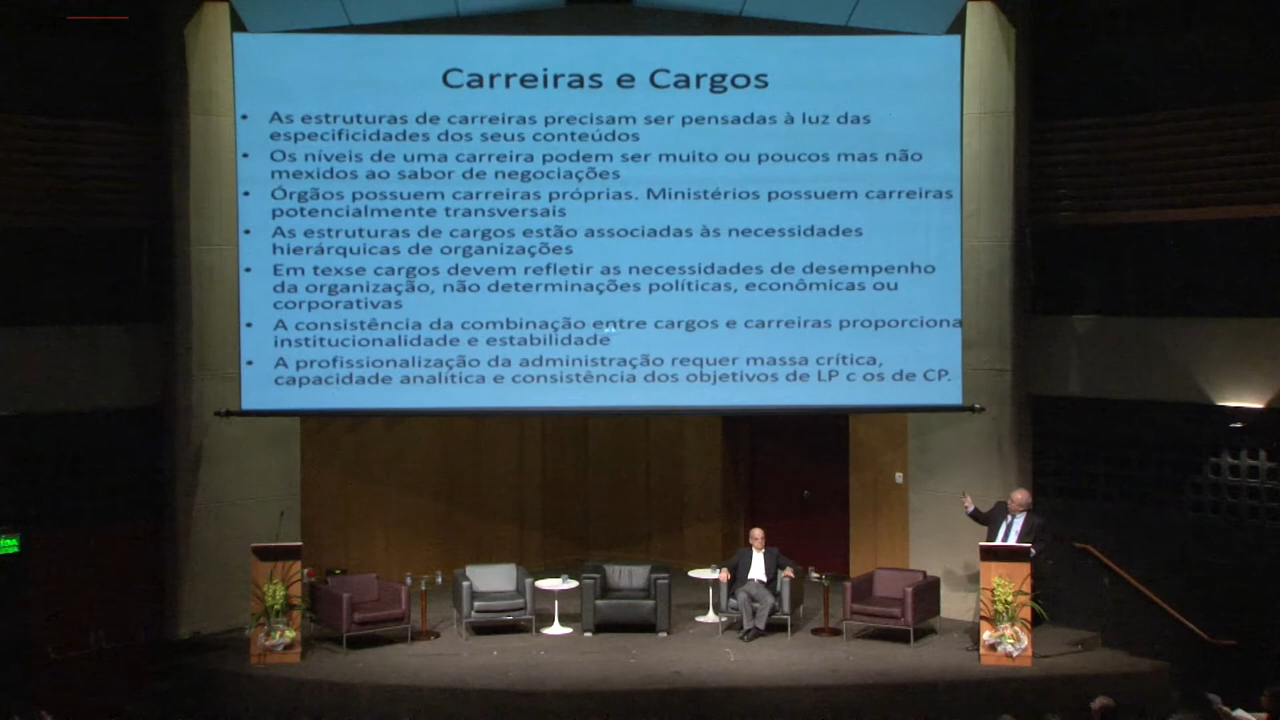 Carreiras e Cargos
• As estruturas de carreiras precisam ser pensadas à luz das
especificidades dos seus conteúdos
• Os níveis de uma carreira podem ser muito ou poucos mas não
mexidos ao sabor de negociações
• Órgãos possuem carreiras próprias. Ministérios possuem carreiras
potencialmente transversais
• As estruturas de cargos estão associadas às necessidades
hierárquicas de organizações
• Em texse cargos devem refletir as necessidades de desempenho
da organização, não determinações políticas, econômicas ou
corporativas
• A consistência da combinação entre cargos e carreiras proporciona
institucionalidade e estabilidade
• A profissionalização da administração requer massa crítica,
capacidade analítica e consistência dos objetivos de LP c os de CP.